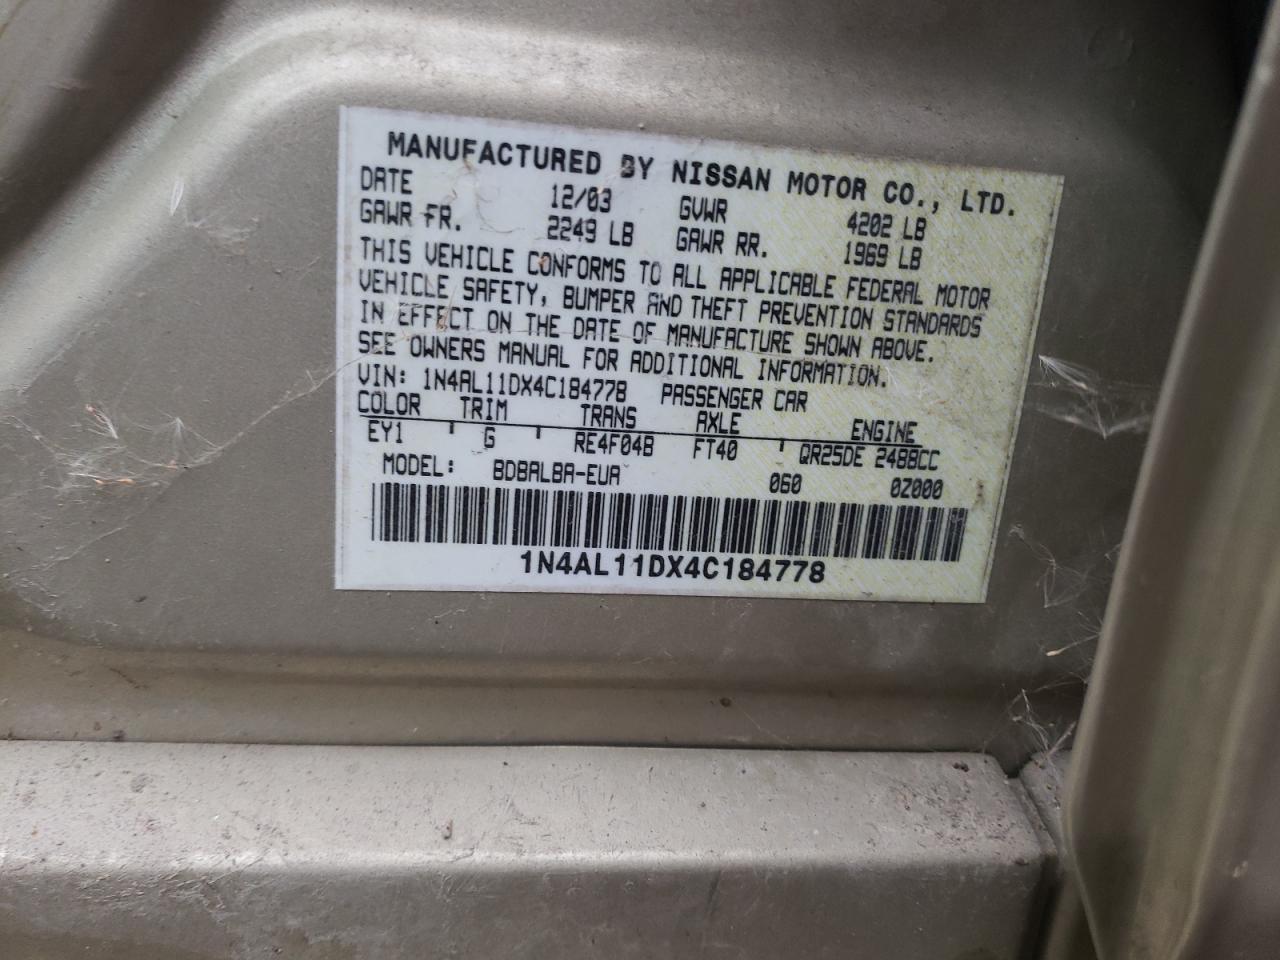 MANUFACTURED BY NISSAN MOTOR CO., LTD.
DATE 12/03 GVWR 4202 LB
GAWR FR. 2249 LB GAWR RR. 1969 LB
THIS VEHICLE CONFORMS TO ALL APPLICABLE FEDERAL MOTOR
VEHICLE SAFETY, BUMPER AND THEFT PREVENTION STANDARDS
IN EFFECT ON THE DATE OF MANUFACTURE SHOWN ABOVE.
SEE OWNERS MANUAL FOR ADDITIONAL INFORMATION.
VIN: 1N4AL11DX4C184778 PASSENGER CAR
COLOR TRIM TRANS AXLE ENGINE
EY1 G RE4F04B FT40 QR25DE 2488CC
MODEL: BDBALBA-EUA 060 0Z000
1N4AL11DX4C184778